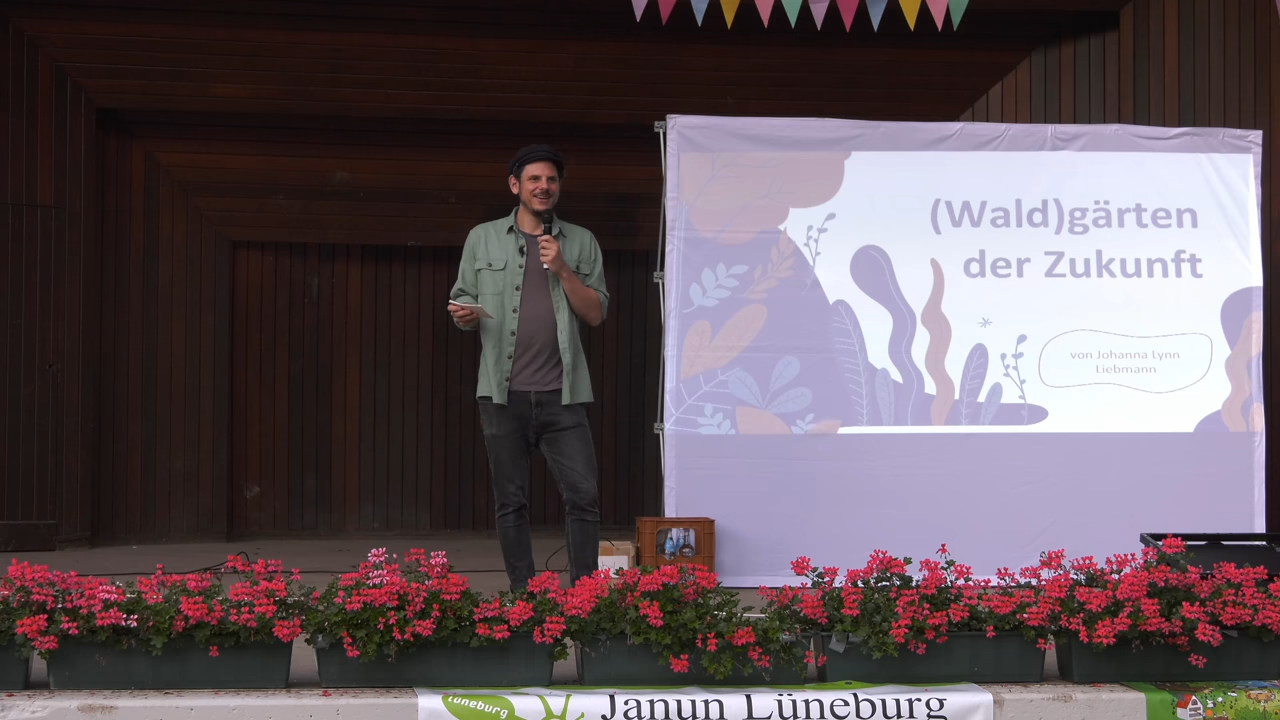 (Wald)gärten
der Zukunft
von Johanna Lynn
Liebmann
Lüneburg
Janun Lüneburg